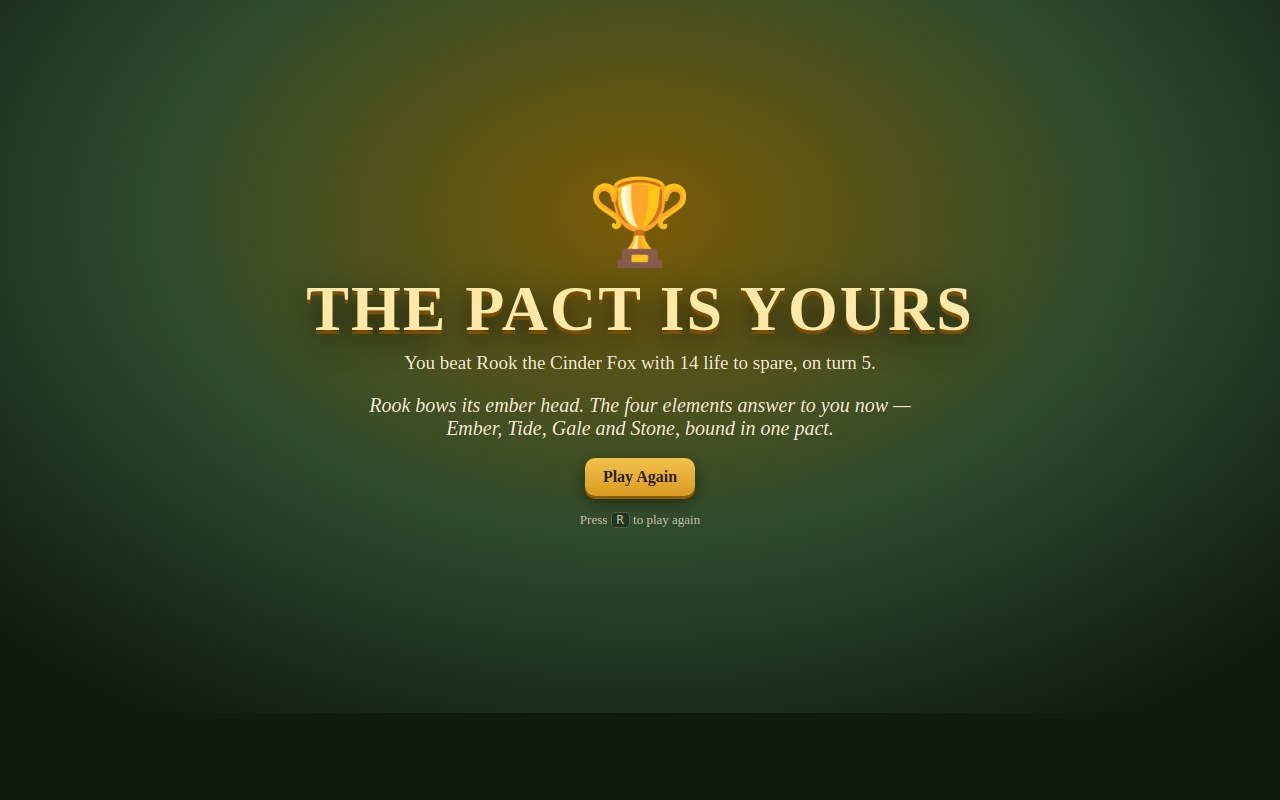 THE PACT IS YOURS
You beat Rook the Cinder Fox with 14 life to spare, on turn 5.
Rook bows its ember head. The four elements answer to you now —
Ember, Tide, Gale and Stone, bound in one pact.
Play Again
Press R to play again